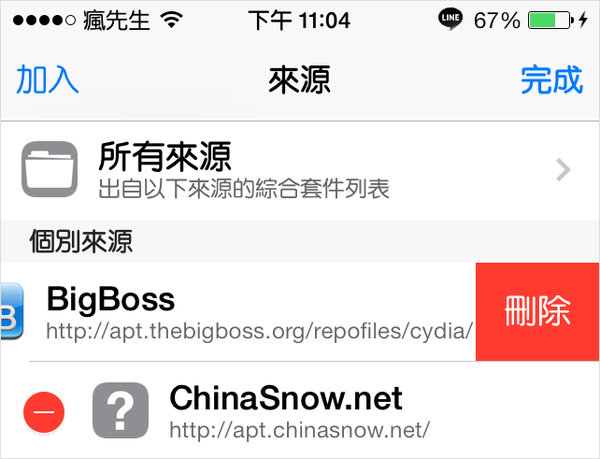 瘋先生 下午 11:04 LINE 67%
加入 來源 完成
所有來源
出自以下來源的綜合套件列表
個別來源
B BigBoss 刪除
http://apt.thebigboss.org/repofiles/cydia/
? ChinaSnow.net
http://apt.chinasnow.net/